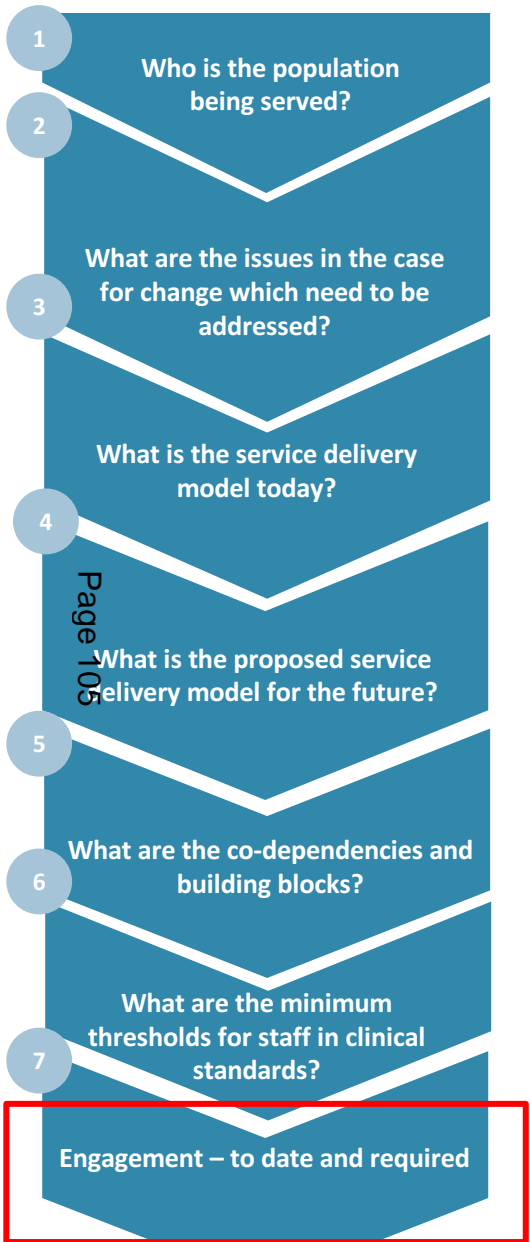 1
Who is the population
being served?
2
What are the issues in the case
for change which need to be
addressed?
3
What is the service delivery
model today?
4
Page 105
What is the proposed service
delivery model for the future?
5
What are the co-dependencies and
building blocks?
6
What are the minimum
thresholds for staff in clinical
standards?
7
Engagement – to date and required